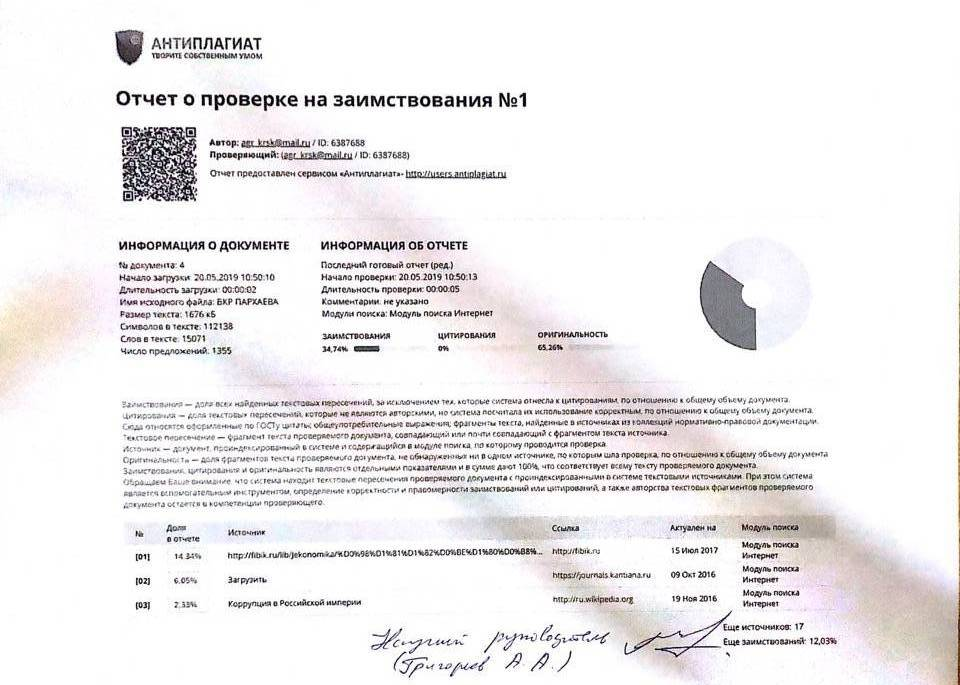 АНТИПЛАГИАТ
ТВОРИТЕ СОБСТВЕННЫМ УМОМ
Отчет о проверке на заимствования №1
Автор: agr_krsk@mail.ru / ID: 6387688
Проверяющий: (agr_krsk@mail.ru / ID: 6387688)
Отчет предоставлен сервисом «Антиплагиат»- http://users.antiplagiat.ru
ИНФОРМАЦИЯ О ДОКУМЕНТЕ
№ документа: 4
Начало загрузки: 20.05.2019 10:50:10
Длительность загрузки: 00:00:02
Имя исходного файла: ВКР ПАРХАЕВА
Размер текста: 1676 кБ
Символов в тексте: 112138
Слов в тексте: 15071
Число предложений: 1355
ИНФОРМАЦИЯ ОБ ОТЧЕТЕ
Последний готовый отчет (ред.)
Начало проверки: 20.05.2019 10:50:13
Длительность проверки: 00:00:05
Комментарии: не указано
Модули поиска: Модуль поиска Интернет
ЗАИМСТВОВАНИЯ ЦИТИРОВАНИЯ ОРИГИНАЛЬНОСТЬ
34,74% 0% 65,26%
Заимствования — доля всех найденных текстовых пересечений, за исключением тех, которые система отнесла к цитированиям, по отношению к общему объему документа.
Цитирования — доля текстовых пересечений, которые не являются авторскими, но система посчитала их использование корректным, по отношению к общему объему документа.
Сюда относятся оформленные по ГОСТу цитаты; общеупотребительные выражения; фрагменты текста, найденные в источниках из коллекций нормативно-правовой документации.
Текстовое пересечение — фрагмент текста проверяемого документа, совпадающий или почти совпадающий с фрагментом текста источника.
Источник — документ, проиндексированный в системе и содержащийся в модуле поиска, по которому проводится проверка.
Оригинальность — доля фрагментов текста проверяемого документа, не обнаруженных ни в одном источнике, по которым шла проверка, по отношению к общему объему документа
Заимствования, цитирования и оригинальность являются отдельными показателями и в сумме дают 100%, что соответствует всему тексту проверяемого документа.
Обращаем Ваше внимание, что система находит текстовые пересечения проверяемого документа с проиндексированными в системе текстовыми источниками. При этом система
является вспомогательным инструментом, определение корректности и правомерности заимствований или цитирований, а также авторства текстовых фрагментов проверяемого
документа остается в компетенции проверяющего.
№ Доля в отчете Источник Ссылка Актуален на Модуль поиска
[01] 14.34% http://fibik.ru/lib/jekonomika/%D0%98%D1%81%D1%82%D0%BE%D1%80%D0%B8%... http://fibik.ru 15 Июл 2017 Модуль поиска Интернет
[02] 6.05% Загрузить https://journals.kantiana.ru 09 Окт 2016 Модуль поиска Интернет
[03] 2.33% Коррупция в Российской империи http://ru.wikipedia.org 19 Ноя 2016 Модуль поиска Интернет
Еще источников: 17
Еще заимствований: 12,03%
Научный руководитель
(Григорьев А. А.)